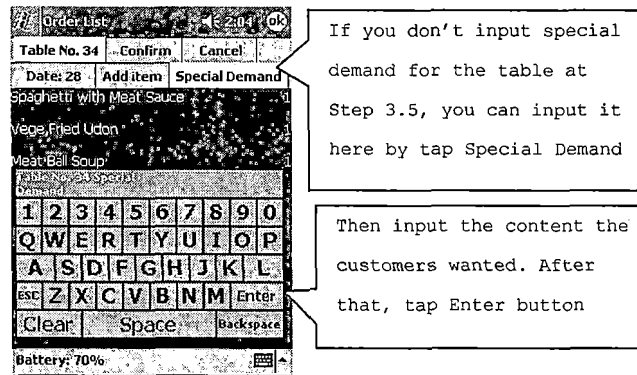 Order List 2:04 ok
Table No. 34 Confirm Cancel
Date: 28 Add item Special Demand
Spaghetti with Meat Sauce 1
Vege,Fried Udon 1
Meat Ball Soup 1
Table No. 34 Special
Demand
1 2 3 4 5 6 7 8 9 0
Q W E R T Y U I O P
A S D F G H J K L
ESC Z X C V B N M Enter
Clear Space Backspace
Battery: 70%
If you don't input special
demand for the table at
Step 3.5, you can input it
here by tap Special Demand
Then input the content the
customers wanted. After
that, tap Enter button